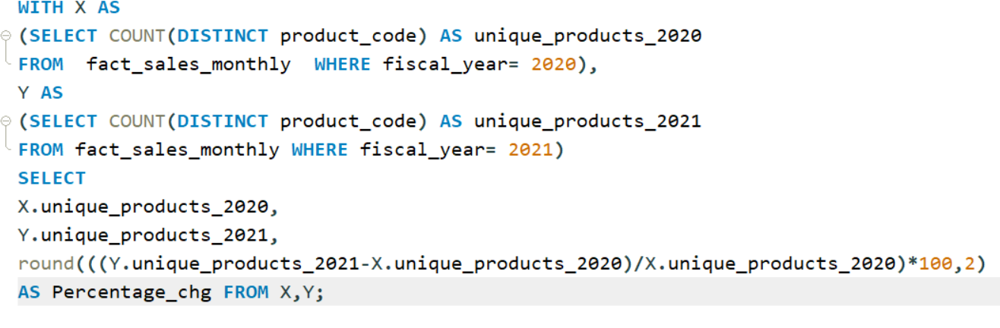 WITH X AS
(SELECT COUNT(DISTINCT product_code) AS unique_products_2020
FROM  fact_sales_monthly  WHERE fiscal_year= 2020),
Y AS
(SELECT COUNT(DISTINCT product_code) AS unique_products_2021
FROM fact_sales_monthly WHERE fiscal_year= 2021)
SELECT
X.unique_products_2020,
Y.unique_products_2021,
round(((Y.unique_products_2021-X.unique_products_2020)/X.unique_products_2020)*100,2)
AS Percentage_chg FROM X,Y;